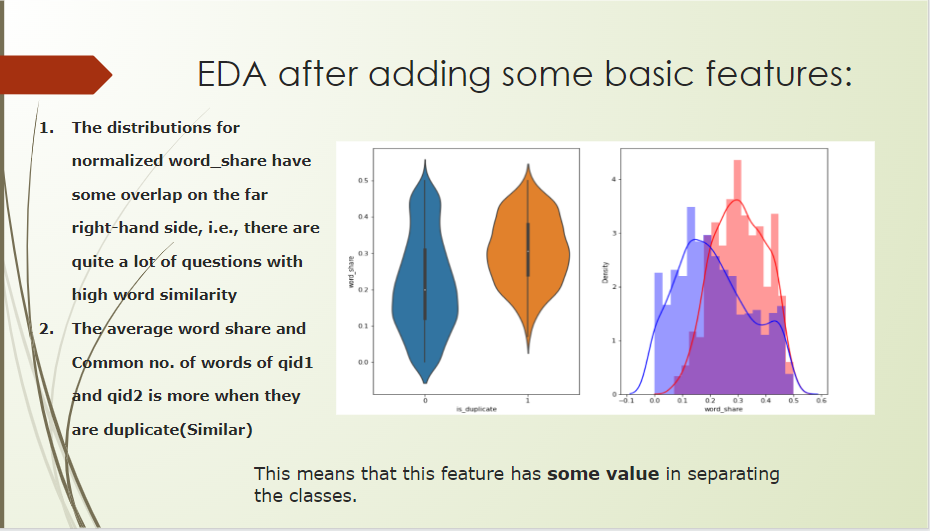 EDA after adding some basic features:
1. The distributions for
normalized word_share have
some overlap on the far
right-hand side, i.e., there are
quite a lot of questions with
high word similarity
2. The average word share and
Common no. of words of qid1
and qid2 is more when they
are duplicate(Similar)
word_share
0.5
0.4
0.3
0.2
0.1
0.0
0 1
is_duplicate
Density
4
3
2
1
0
−0.1 0.0 0.1 0.2 0.3 0.4 0.5 0.6
word_share
This means that this feature has some value in separating
the classes.